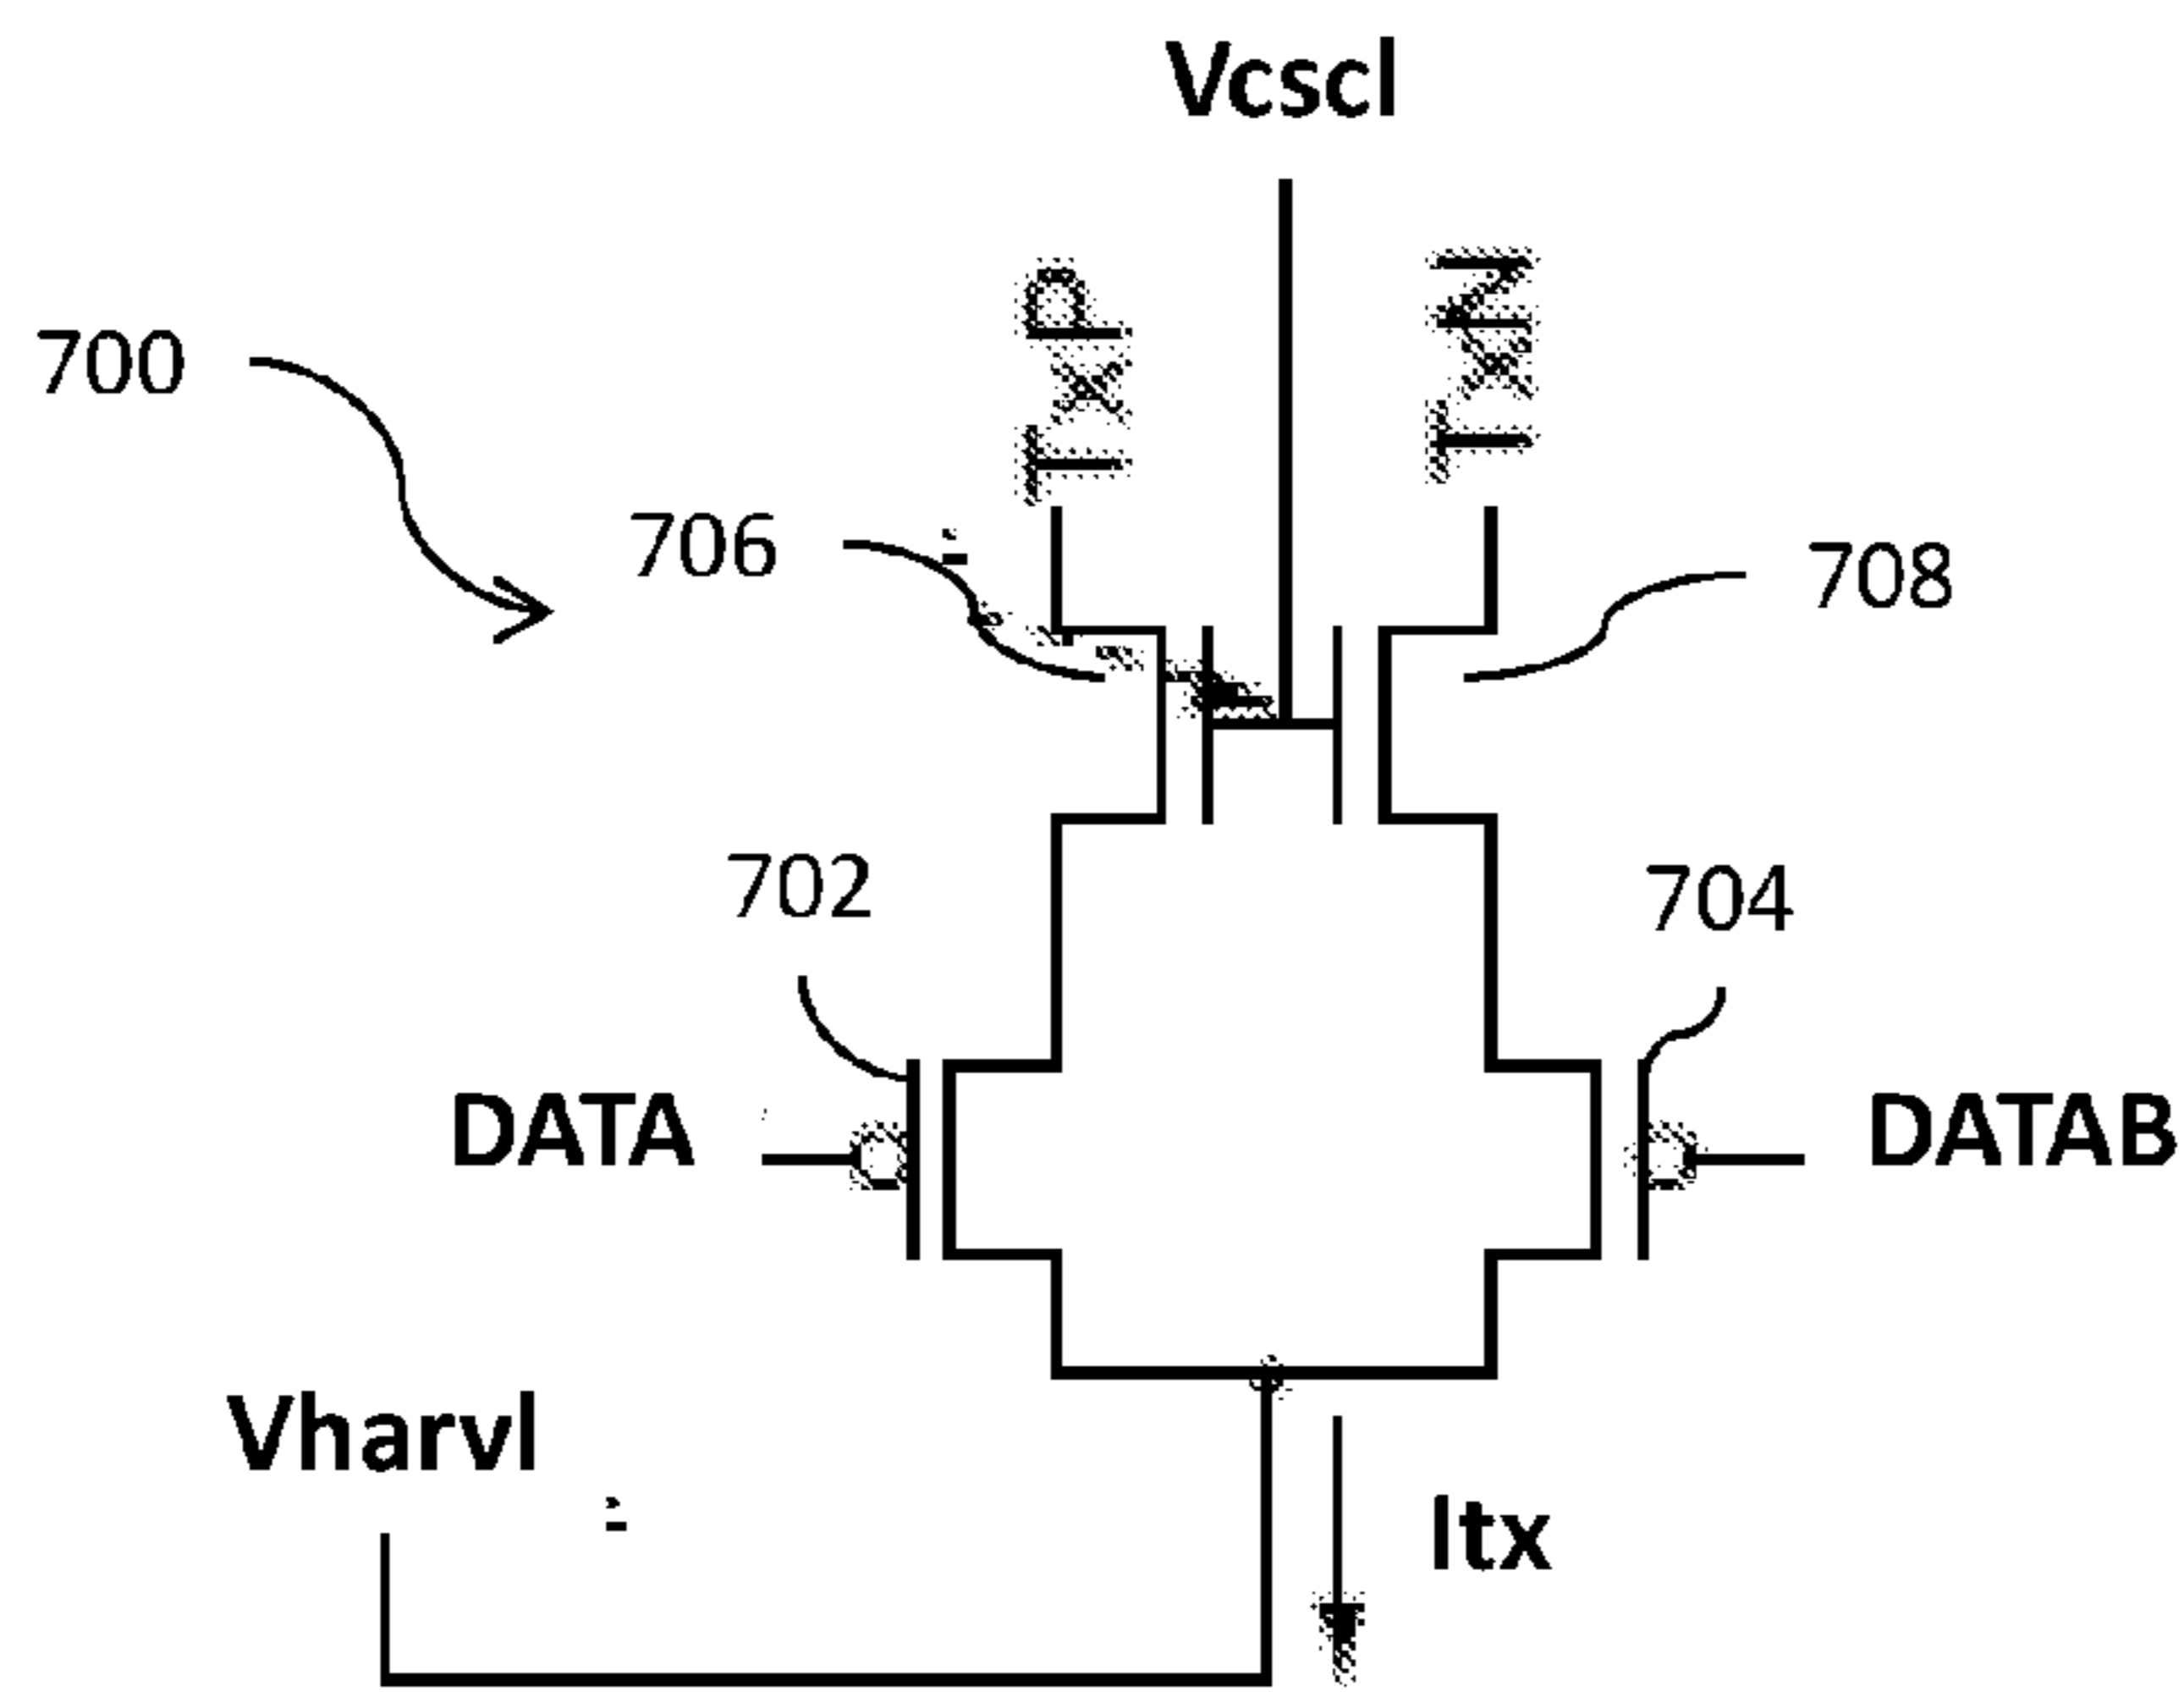 Vcscl
TxP
TxN
700
706
708
702
704
DATA
DATAB
Vharvl
Itx